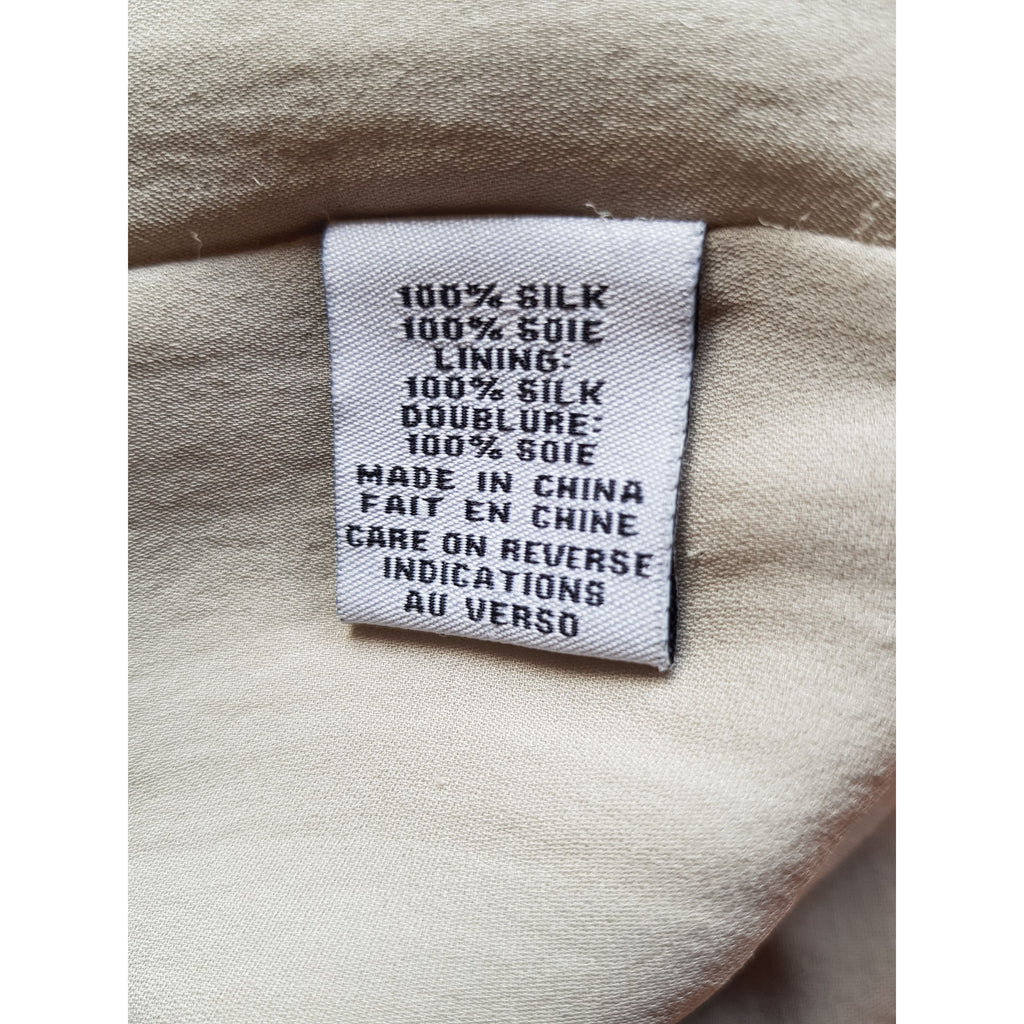 100% SILK
100% SOIE
LINING:
100% SILK
DOUBLURE:
100% SOIE
MADE IN CHINA
FAIT EN CHINE
CARE ON REVERSE
INDICATIONS
AU VERSO